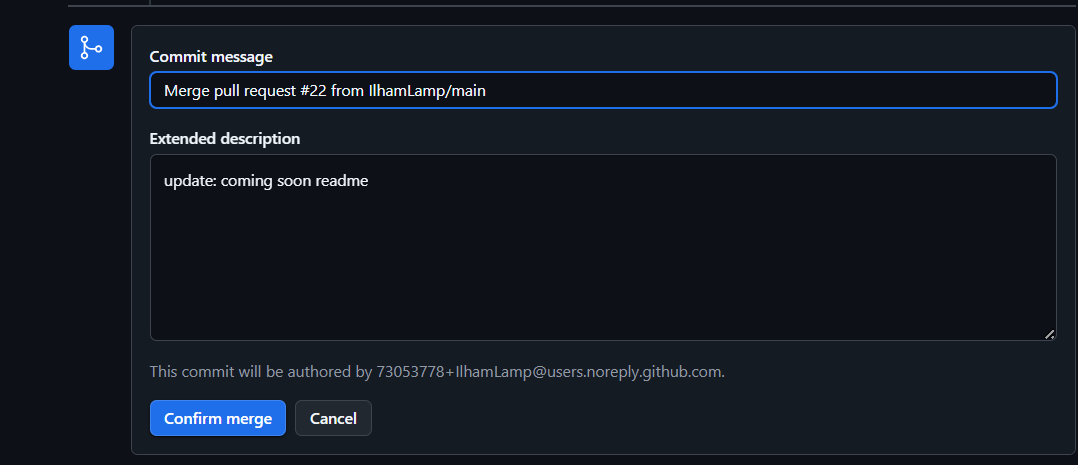 Commit message
Merge pull request #22 from IlhamLamp/main
Extended description
update: coming soon readme
This commit will be authored by 73053778+IlhamLamp@users.noreply.github.com.
Confirm merge
Cancel